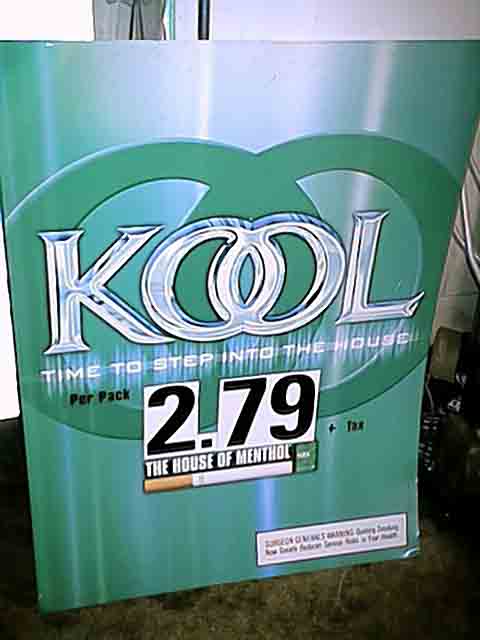 KOOL
TIME TO STEP INTO THE HOUSE
Per Pack
2.79
+ Tax
THE HOUSE OF MENTHOL
SURGEON GENERAL'S WARNING: Quitting Smoking
Now Greatly Reduces Serious Risks to Your Health.